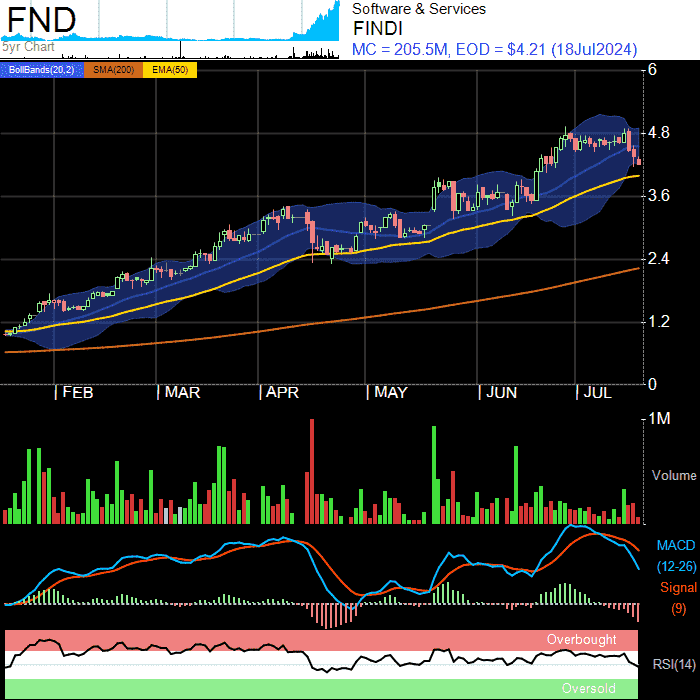 FND
5yr Chart
Software & Services
FINDI
MC = 205.5M, EOD = $4.21 (18Jul2024)
BollBands(20,2) SMA(200) EMA(50)
6
4.8
3.6
2.4
1.2
0
FEB MAR APR MAY JUN JUL
1M
Volume
MACD
(12-26)
Signal
(9)
Overbought
RSI(14)
Oversold